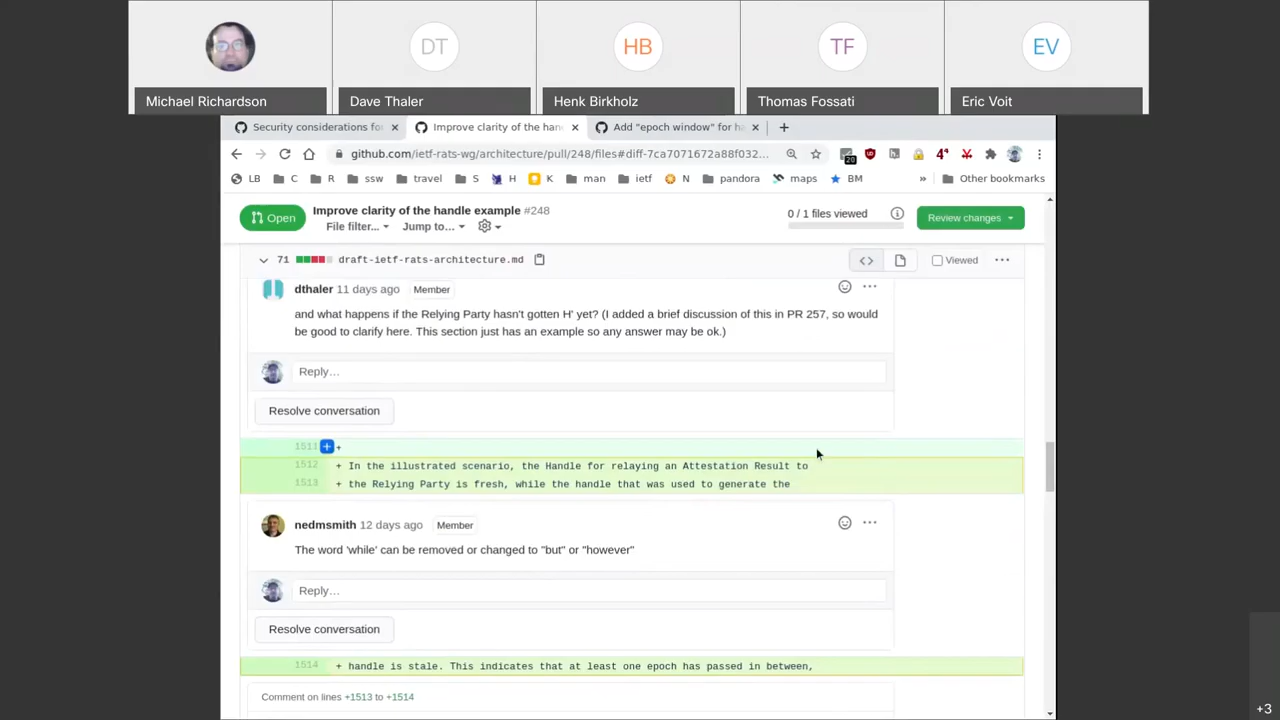 DT
HB
TF
EV
Michael Richardson
Dave Thaler
Henk Birkholz
Thomas Fossati
Eric Voit
Security considerations for
Improve clarity of the han
Add "epoch window" for ha
github.com/ietf-rats-wg/architecture/pull/248/files#diff-7ca7071672a88f032...
20
4⁴
LB C R ssw travel S H K man ietf N pandora maps BM » Other bookmarks
Open
Improve clarity of the handle example #248
File filter... Jump to...
0 / 1 files viewed
Review changes
71 draft-ietf-rats-architecture.md
Viewed
dthaler 11 days ago Member
and what happens if the Relying Party hasn't gotten H' yet? (I added a brief discussion of this in PR 257, so would
be good to clarify here. This section just has an example so any answer may be ok.)
Reply...
Resolve conversation
1511 +
1512 + In the illustrated scenario, the Handle for relaying an Attestation Result to
1513 + the Relying Party is fresh, while the handle that was used to generate the
nedmsmith 12 days ago Member
The word 'while' can be removed or changed to "but" or "however"
Reply...
Resolve conversation
1514 + handle is stale. This indicates that at least one epoch has passed in between,
Comment on lines +1513 to +1514
+3